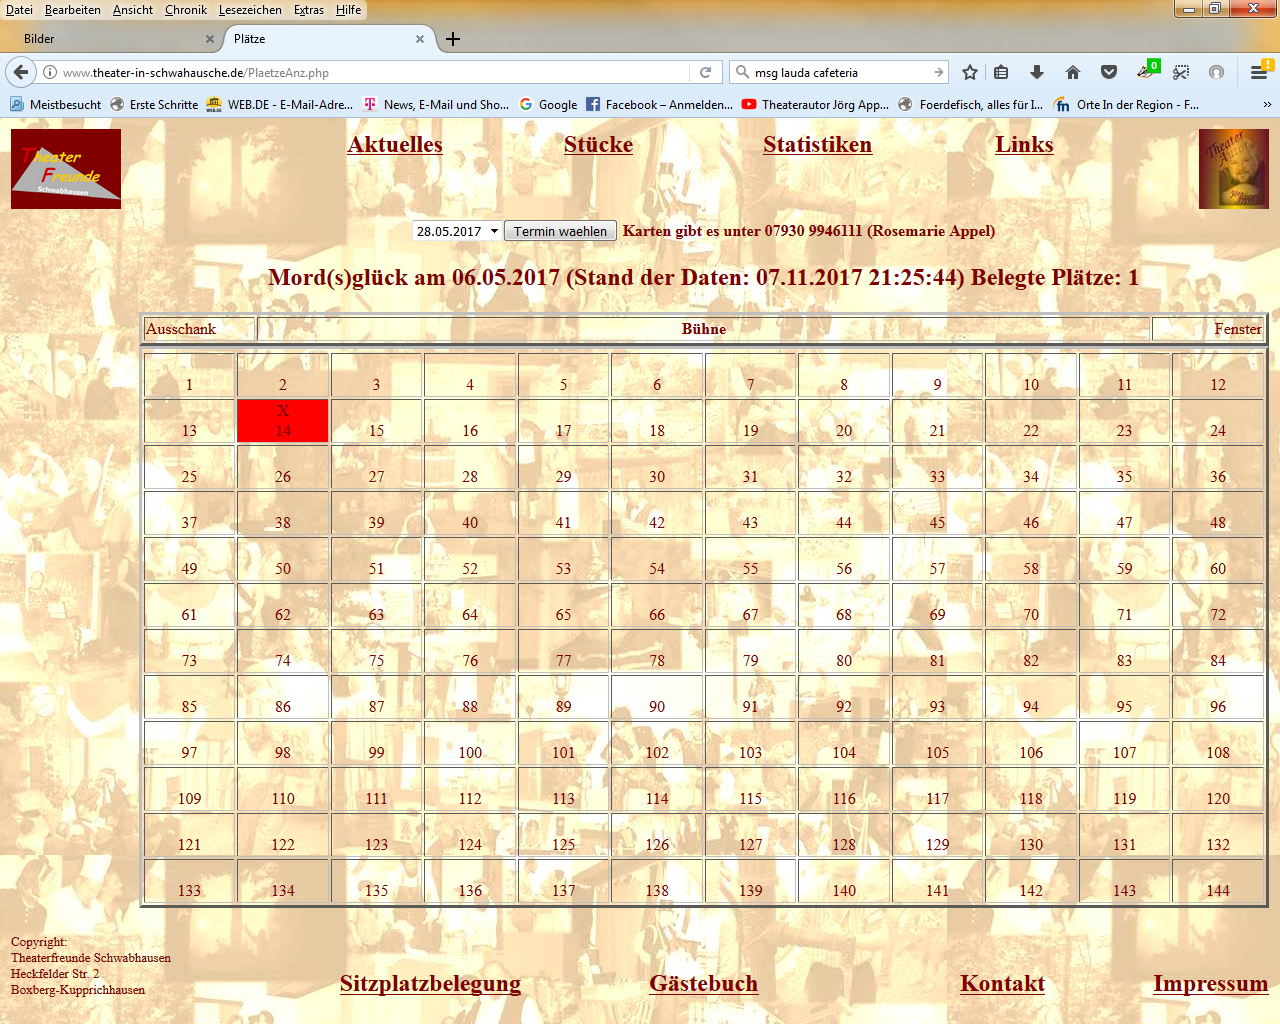 Datei Bearbeiten Ansicht Chronik Lesezeichen Extras Hilfe
Bilder
Plätze
www.theater-in-schwahausche.de/PlaetzeAnz.php
msg lauda cafeteria
0
Meistbesucht Erste Schritte WEB.DE - E-Mail-Adre... News, E-Mail und Sho... Google Facebook – Anmelden... Theaterautor Jörg App... Foerdefisch, alles für I... Orte In der Region - F...
Theater Freunde Schwabhausen
Aktuelles Stücke Statistiken Links
28.05.2017 Termin waehlen Karten gibt es unter 07930 9946111 (Rosemarie Appel)
Mord(s)glück am 06.05.2017 (Stand der Daten: 07.11.2017 21:25:44) Belegte Plätze: 1
Ausschank Bühne Fenster
1 2 3 4 5 6 7 8 9 10 11 12
X
13 14 15 16 17 18 19 20 21 22 23 24
25 26 27 28 29 30 31 32 33 34 35 36
37 38 39 40 41 42 43 44 45 46 47 48
49 50 51 52 53 54 55 56 57 58 59 60
61 62 63 64 65 66 67 68 69 70 71 72
73 74 75 76 77 78 79 80 81 82 83 84
85 86 87 88 89 90 91 92 93 94 95 96
97 98 99 100 101 102 103 104 105 106 107 108
109 110 111 112 113 114 115 116 117 118 119 120
121 122 123 124 125 126 127 128 129 130 131 132
133 134 135 136 137 138 139 140 141 142 143 144
Copyright:
Theaterfreunde Schwabhausen
Heckfelder Str. 2
Boxberg-Kupprichhausen
Sitzplatzbelegung Gästebuch Kontakt Impressum